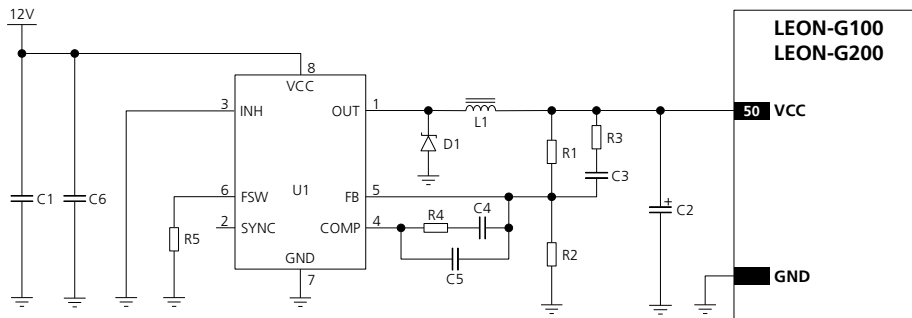 12V
LEON-G100
LEON-G200
8
VCC
3 INH
OUT 1
L1
50 VCC
D1
R1
R3
C3
C1
C6
6 FSW
U1
FB 5
C2
2 SYNC
COMP 4
R4
C4
R5
C5
R2
GND
7
GND